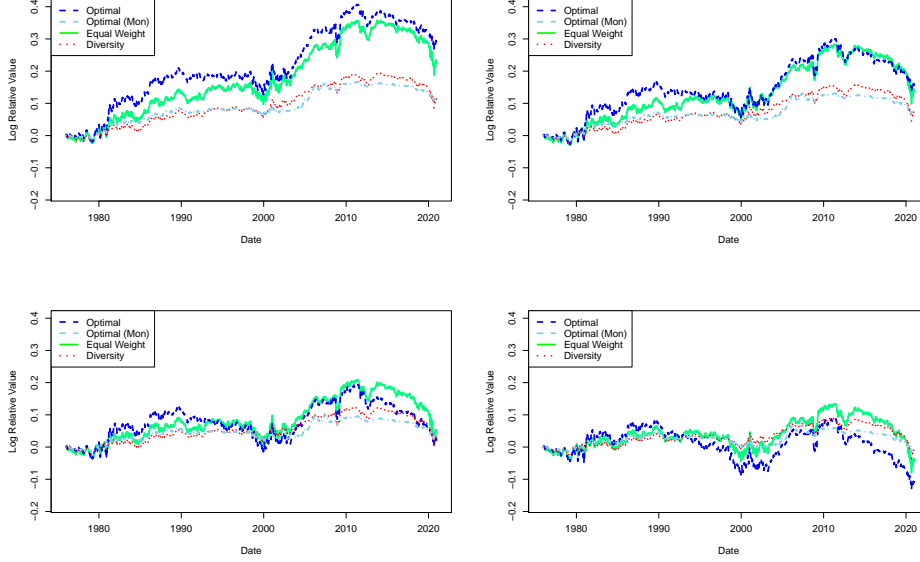 Log Relative Value
0.4
0.3
0.2
0.1
0.0
−0.1
−0.2
Optimal
Optimal (Mon)
Equal Weight
Diversity
1980 1990 2000 2010 2020
Date
Log Relative Value
0.4
0.3
0.2
0.1
0.0
−0.1
−0.2
Optimal
Optimal (Mon)
Equal Weight
Diversity
1980 1990 2000 2010 2020
Date
Log Relative Value
0.4
0.3
0.2
0.1
0.0
−0.1
−0.2
Optimal
Optimal (Mon)
Equal Weight
Diversity
1980 1990 2000 2010 2020
Date
Log Relative Value
0.4
0.3
0.2
0.1
0.0
−0.1
−0.2
Optimal
Optimal (Mon)
Equal Weight
Diversity
1980 1990 2000 2010 2020
Date